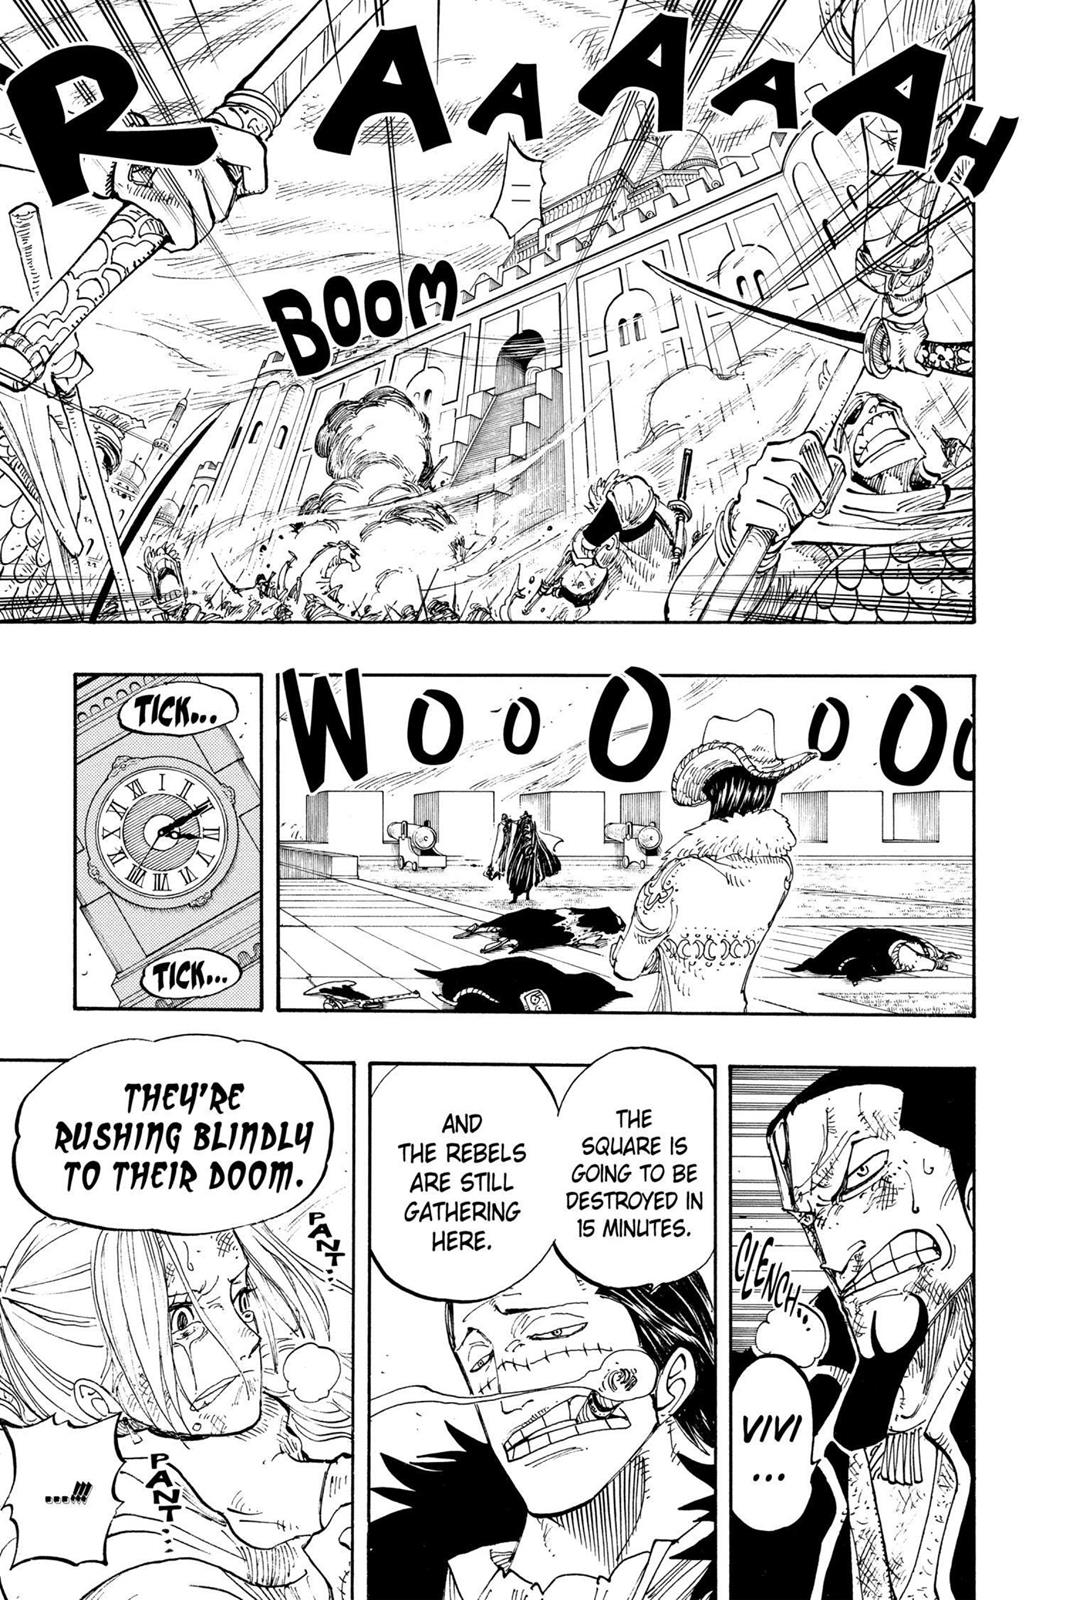 RAAAAAAH
BOOM
WOOOOOO
TICK...
TICK...
CLENCH...
VIVI
...
THE
SQUARE IS
GOING TO BE
DESTROYED IN
15 MINUTES.
AND
THE REBELS
ARE STILL
GATHERING
HERE.
THEY'RE
RUSHING BLINDLY
TO THEIR DOOM.
PANT...
PANT...
...!!!